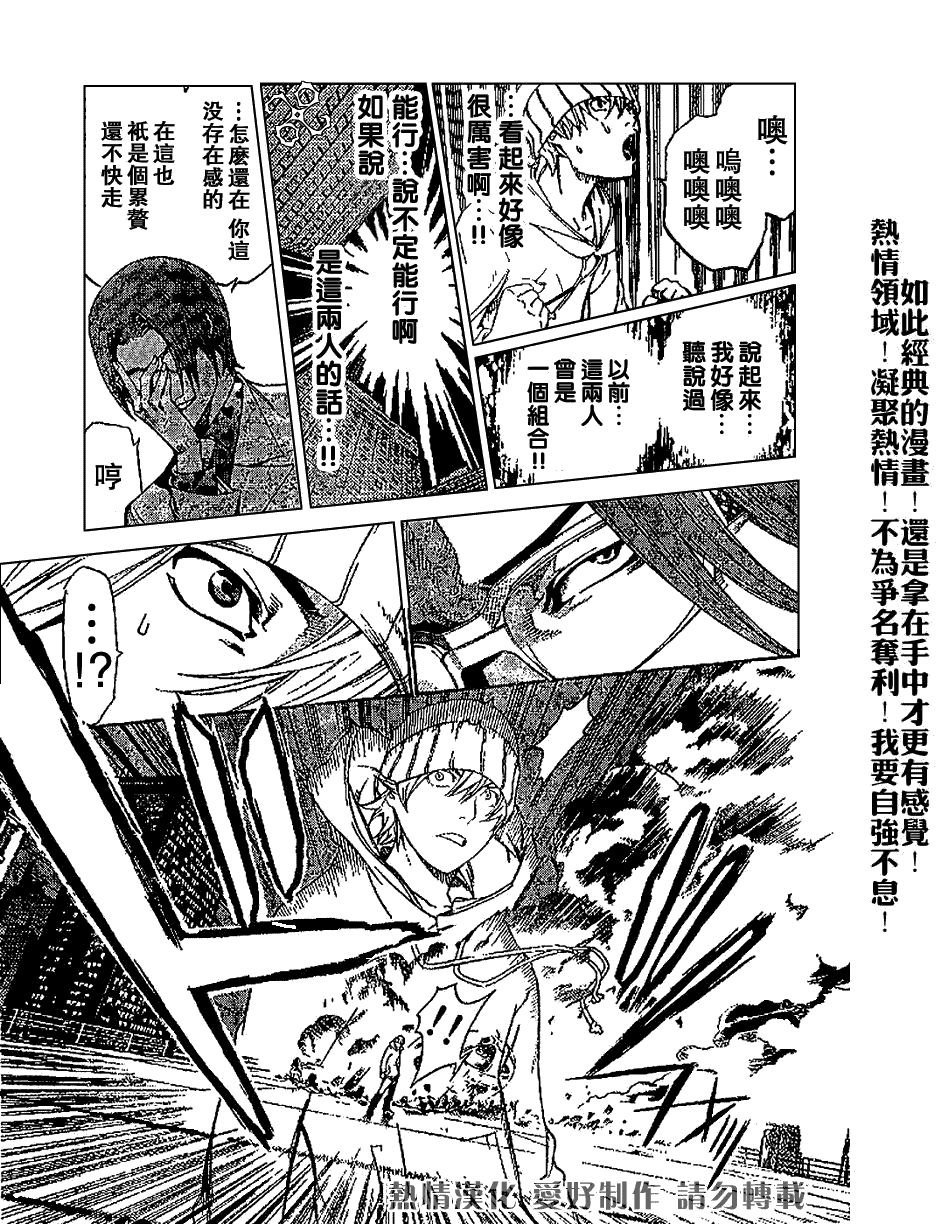 噢…
嗚噢噢
噢噢噢
…看起來好像
很厲害啊…!!
說起來…
我好像…
聽說過
以前…
這兩人
曾是
一個組合!!
能行…說不定能行啊
如果說
是這兩人的話…!!
…怎麼還在 你這
没存在感的
在這也
衹是個累贅
還不快走
哼
…!?
!!
如此經典的漫畫！還是拿在手中才更有感覺！
熱情領域！凝聚熱情！不為爭名奪利！我要自強不息！
熱情漢化 愛好制作 請勿轉載